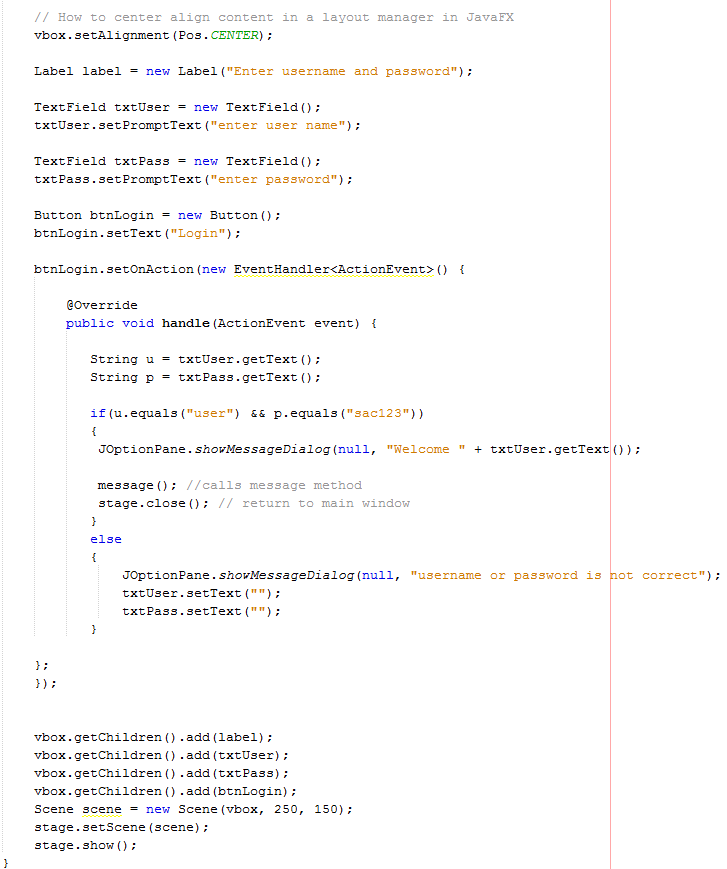 // How to center align content in a layout manager in JavaFX
vbox.setAlignment(Pos.CENTER);

Label label = new Label("Enter username and password");

TextField txtUser = new TextField();
txtUser.setPromptText("enter user name");

TextField txtPass = new TextField();
txtPass.setPromptText("enter password");

Button btnLogin = new Button();
btnLogin.setText("Login");

btnLogin.setOnAction(new EventHandler<ActionEvent>() {

    @Override
    public void handle(ActionEvent event) {

       String u = txtUser.getText();
       String p = txtPass.getText();

       if(u.equals("user") && p.equals("sac123"))
       {
        JOptionPane.showMessageDialog(null, "Welcome " + txtUser.getText());

        message(); //calls message method
        stage.close(); // return to main window
       }
       else
       {
           JOptionPane.showMessageDialog(null, "username or password is not correct");
           txtUser.setText("");
           txtPass.setText("");
       }

};
});


vbox.getChildren().add(label);
vbox.getChildren().add(txtUser);
vbox.getChildren().add(txtPass);
vbox.getChildren().add(btnLogin);
Scene scene = new Scene(vbox, 250, 150);
stage.setScene(scene);
stage.show();
}